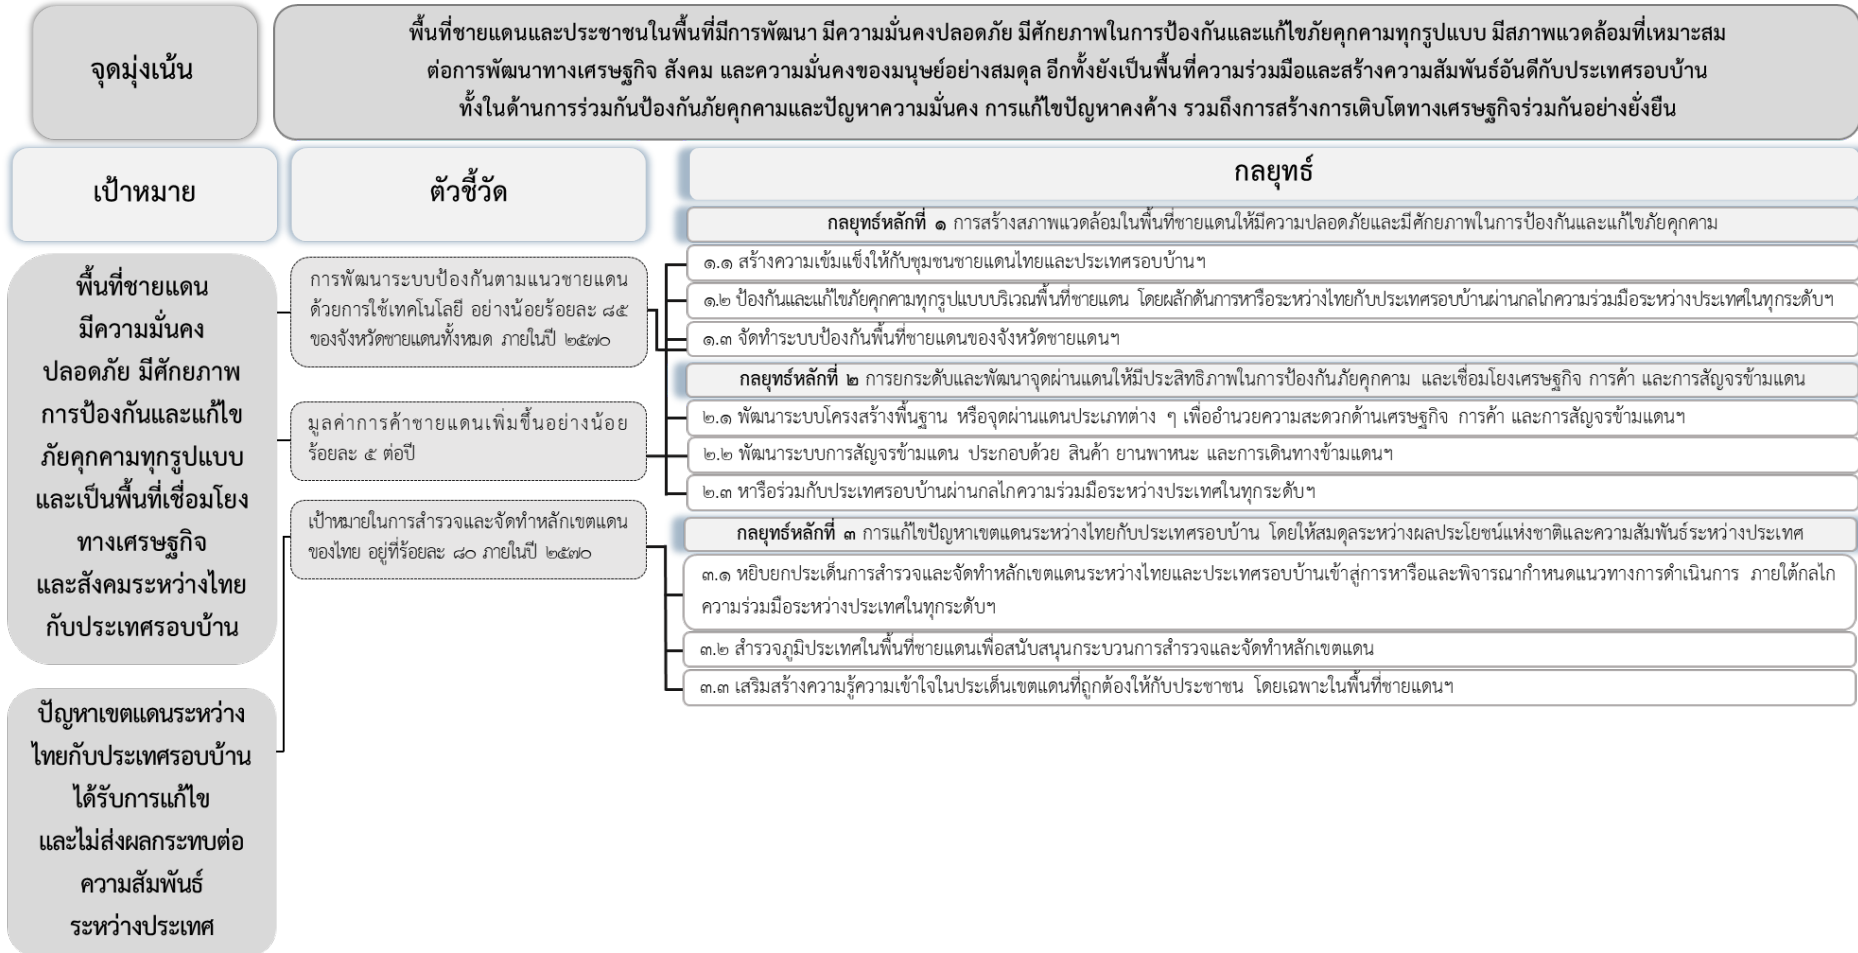 จุดมุ่งเน้น
พื้นที่ชายแดนและประชาชนในพื้นที่มีการพัฒนา มีความมั่นคงปลอดภัย มีศักยภาพในการป้องกันและแก้ไขภัยคุกคามทุกรูปแบบ มีสภาพแวดล้อมที่เหมาะสม
ต่อการพัฒนาทางเศรษฐกิจ สังคม และความมั่นคงของมนุษย์อย่างสมดุล อีกทั้งยังเป็นพื้นที่ความร่วมมือและสร้างความสัมพันธ์อันดีกับประเทศรอบบ้าน
ทั้งในด้านการร่วมกันป้องกันภัยคุกคามและปัญหาความมั่นคง การแก้ไขปัญหาคงค้าง รวมถึงการสร้างการเติบโตทางเศรษฐกิจร่วมกันอย่างยั่งยืน
เป้าหมาย
พื้นที่ชายแดน
มีความมั่นคง
ปลอดภัย มีศักยภาพ
การป้องกันและแก้ไข
ภัยคุกคามทุกรูปแบบ
และเป็นพื้นที่เชื่อมโยง
ทางเศรษฐกิจ
และสังคมระหว่างไทย
กับประเทศรอบบ้าน
ปัญหาเขตแดนระหว่าง
ไทยกับประเทศรอบบ้าน
ได้รับการแก้ไข
และไม่ส่งผลกระทบต่อ
ความสัมพันธ์
ระหว่างประเทศ
ตัวชี้วัด
การพัฒนาระบบป้องกันตามแนวชายแดน
ด้วยการใช้เทคโนโลยี อย่างน้อยร้อยละ ๘๕
ของจังหวัดชายแดนทั้งหมด ภายในปี ๒๕๗๐
มูลค่าการค้าชายแดนเพิ่มขึ้นอย่างน้อย
ร้อยละ ๕ ต่อปี
เป้าหมายในการสำรวจและจัดทำหลักเขตแดน
ของไทย อยู่ที่ร้อยละ ๘๐ ภายในปี ๒๕๗๐
กลยุทธ์
กลยุทธ์หลักที่ ๑ การสร้างสภาพแวดล้อมในพื้นที่ชายแดนให้มีความปลอดภัยและมีศักยภาพในการป้องกันและแก้ไขภัยคุกคาม
๑.๑ สร้างความเข้มแข็งให้กับชุมชนชายแดนไทยและประเทศรอบบ้านฯ
๑.๒ ป้องกันและแก้ไขภัยคุกคามทุกรูปแบบบริเวณพื้นที่ชายแดน โดยผลักดันการหารือระหว่างไทยกับประเทศรอบบ้านผ่านกลไกความร่วมมือระหว่างประเทศในทุกระดับฯ
๑.๓ จัดทำระบบป้องกันพื้นที่ชายแดนของจังหวัดชายแดนฯ
กลยุทธ์หลักที่ ๒ การยกระดับและพัฒนาจุดผ่านแดนให้มีประสิทธิภาพในการป้องกันภัยคุกคาม และเชื่อมโยงเศรษฐกิจ การค้า และการสัญจรข้ามแดน
๒.๑ พัฒนาระบบโครงสร้างพื้นฐาน หรือจุดผ่านแดนประเภทต่าง ๆ เพื่ออำนวยความสะดวกด้านเศรษฐกิจ การค้า และการสัญจรข้ามแดนฯ
๒.๒ พัฒนาระบบการสัญจรข้ามแดน ประกอบด้วย สินค้า ยานพาหนะ และการเดินทางข้ามแดนฯ
๒.๓ หารือร่วมกับประเทศรอบบ้านผ่านกลไกความร่วมมือระหว่างประเทศในทุกระดับฯ
กลยุทธ์หลักที่ ๓ การแก้ไขปัญหาเขตแดนระหว่างไทยกับประเทศรอบบ้าน โดยให้สมดุลระหว่างผลประโยชน์แห่งชาติและความสัมพันธ์ระหว่างประเทศ
๓.๑ หยิบยกประเด็นการสำรวจและจัดทำหลักเขตแดนระหว่างไทยและประเทศรอบบ้านเข้าสู่การหารือและพิจารณากำหนดแนวทางการดำเนินการ ภายใต้กลไก
ความร่วมมือระหว่างประเทศในทุกระดับฯ
๓.๒ สำรวจภูมิประเทศในพื้นที่ชายแดนเพื่อสนับสนุนกระบวนการสำรวจและจัดทำหลักเขตแดน
๓.๓ เสริมสร้างความรู้ความเข้าใจในประเด็นเขตแดนที่ถูกต้องให้กับประชาชน โดยเฉพาะในพื้นที่ชายแดนฯ